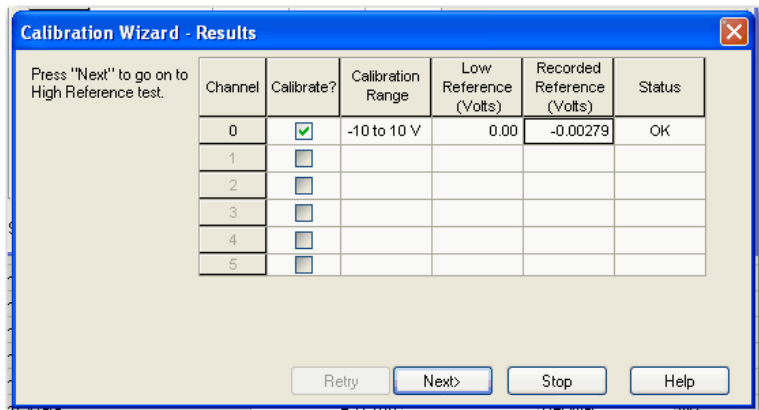 Calibration Wizard - Results
Press "Next" to go on to
High Reference test.
Channel Calibrate? Calibration Range Low Reference (Volts) Recorded Reference (Volts) Status
0 -10 to 10 V 0.00 -0.00279 OK
1
2
3
4
5
Retry Next> Stop Help